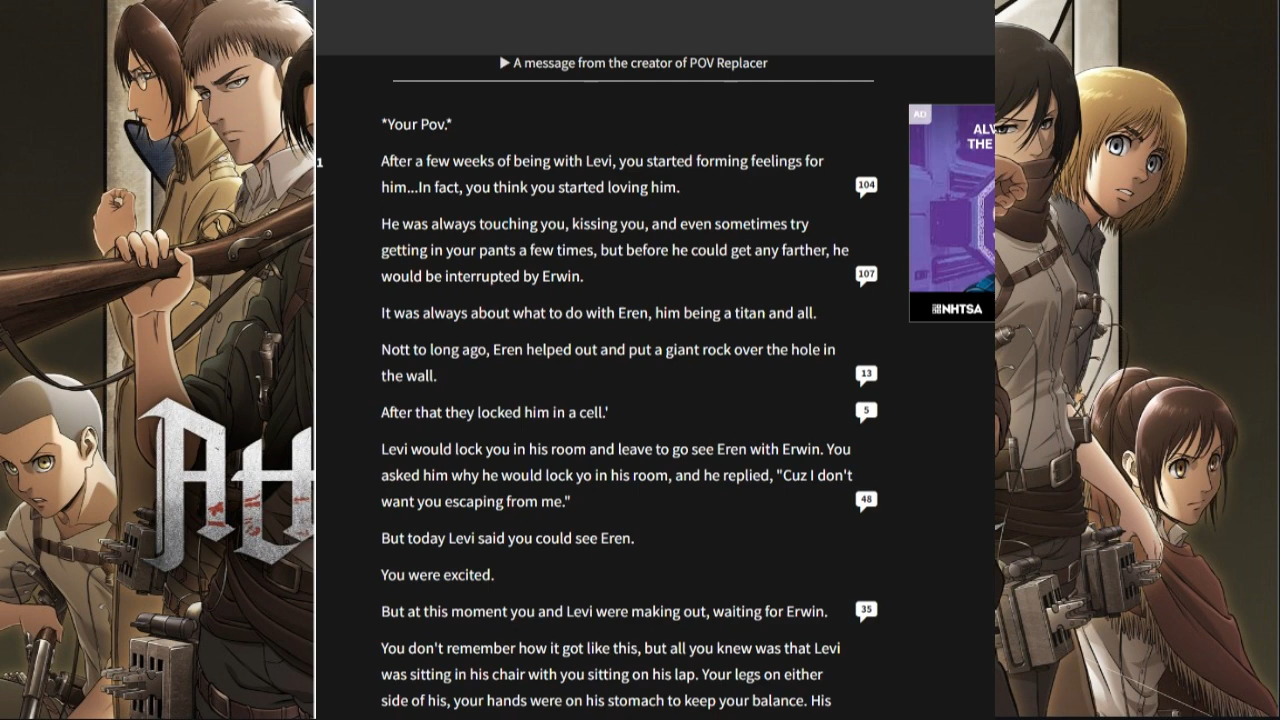 ▶ A message from the creator of POV Replacer
AD
ALV
THE
*Your Pov.*
1
After a few weeks of being with Levi, you started forming feelings for
him...In fact, you think you started loving him.
104
He was always touching you, kissing you, and even sometimes try
getting in your pants a few times, but before he could get any farther, he
would be interrupted by Erwin.
107
NHTSA
It was always about what to do with Eren, him being a titan and all.
Nott to long ago, Eren helped out and put a giant rock over the hole in
the wall.
13
After that they locked him in a cell.'
5
Att
Levi would lock you in his room and leave to go see Eren with Erwin. You
asked him why he would lock yo in his room, and he replied, "Cuz I don't
want you escaping from me."
48
But today Levi said you could see Eren.
You were excited.
But at this moment you and Levi were making out, waiting for Erwin.
35
You don't remember how it got like this, but all you knew was that Levi
was sitting in his chair with you sitting on his lap. Your legs on either
side of his, your hands were on his stomach to keep your balance. His